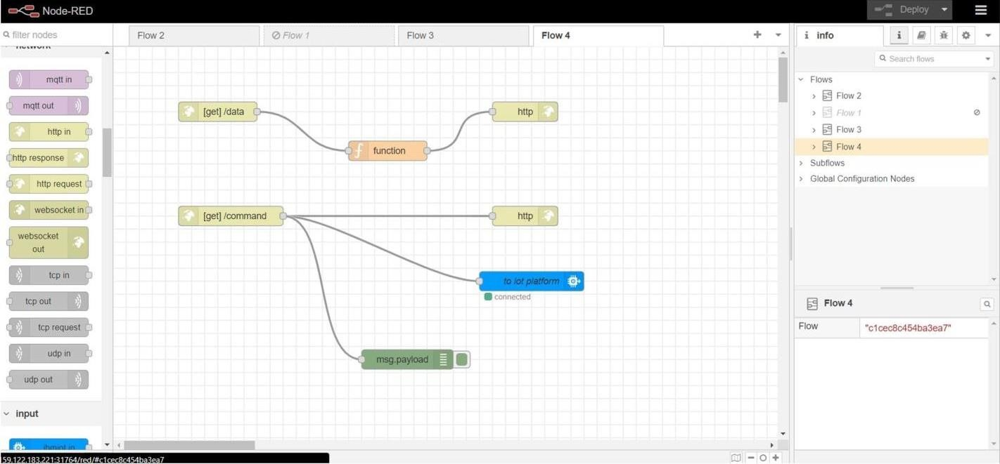 Node-RED
Deploy
filter nodes
Flow 2
Flow 1
Flow 3
Flow 4
info
network
Search flows
mqtt in
mqtt out
http in
http response
http request
websocket in
websocket
out
tcp in
tcp out
tcp request
udp in
udp out
input
ibmiot in
[get] /data
function
http
[get] /command
http
to Iot platform
connected
msg.payload
Flows
Flow 2
Flow 1
Flow 3
Flow 4
Subflows
Global Configuration Nodes
Flow 4
Flow
"c1cec8c454ba3ea7"
59.122.183.221:31764/red/#c1cec8c454ba3ea7